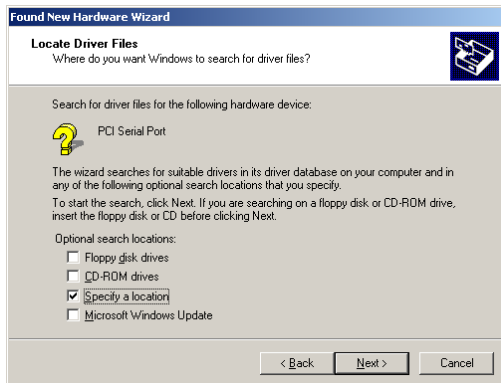 Found New Hardware Wizard
Locate Driver Files
Where do you want Windows to search for driver files?
Search for driver files for the following hardware device:
PCI Serial Port
The wizard searches for suitable drivers in its driver database on your computer and in
any of the following optional search locations that you specify.
To start the search, click Next. If you are searching on a floppy disk or CD-ROM drive,
insert the floppy disk or CD before clicking Next.
Optional search locations:
Floppy disk drives
CD-ROM drives
Specify a location
Microsoft Windows Update
< Back Next > Cancel